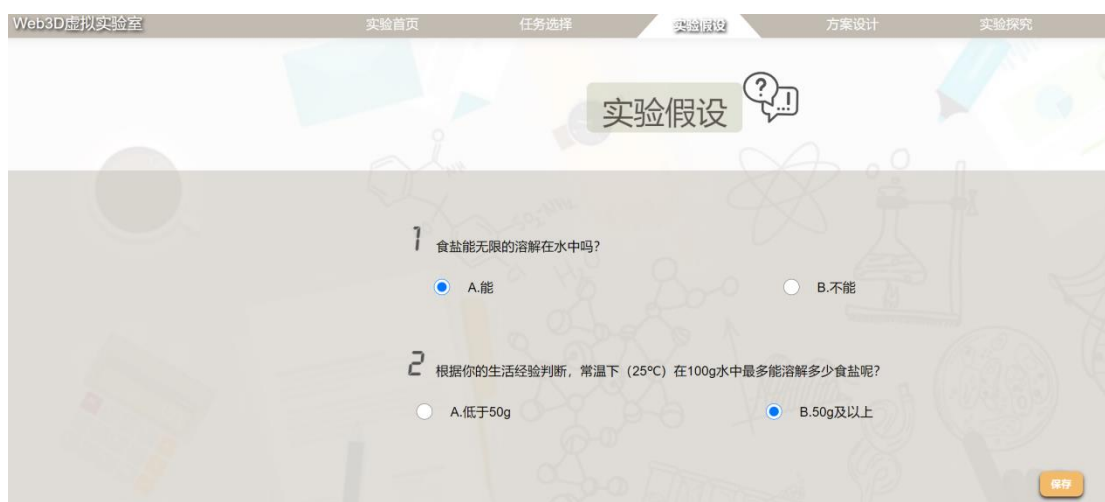 Web3D虚拟实验室 实验首页 任务选择 实验假设 方案设计 实验探究
实验假设
1 食盐能无限的溶解在水中吗?
A.能 B.不能
2 根据你的生活经验判断，常温下（25℃）在100g水中最多能溶解多少食盐呢?
A.低于50g B.50g及以上
保存